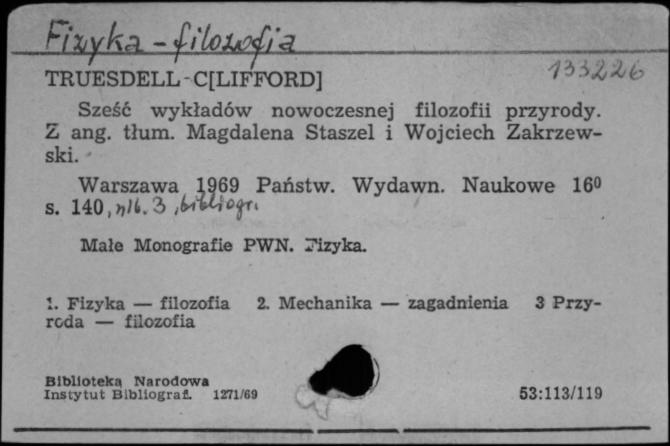 Fizyka - filozofia
133226
TRUESDELL C[LIFFORD]
Sześć wykładów nowoczesnej filozofii przyrody.
Z ang. tłum. Magdalena Staszel i Wojciech Zakrzew-
ski.
Warszawa 1969 Państw. Wydawn. Naukowe 16⁰
s. 140, nlb. 3, bibliogr.
Małe Monografie PWN. Fizyka.
1. Fizyka — filozofia 2. Mechanika — zagadnienia 3 Przy-
roda — filozofia
Biblioteka Narodowa
Instytut Bibliograf. 1271/69
53:113/119